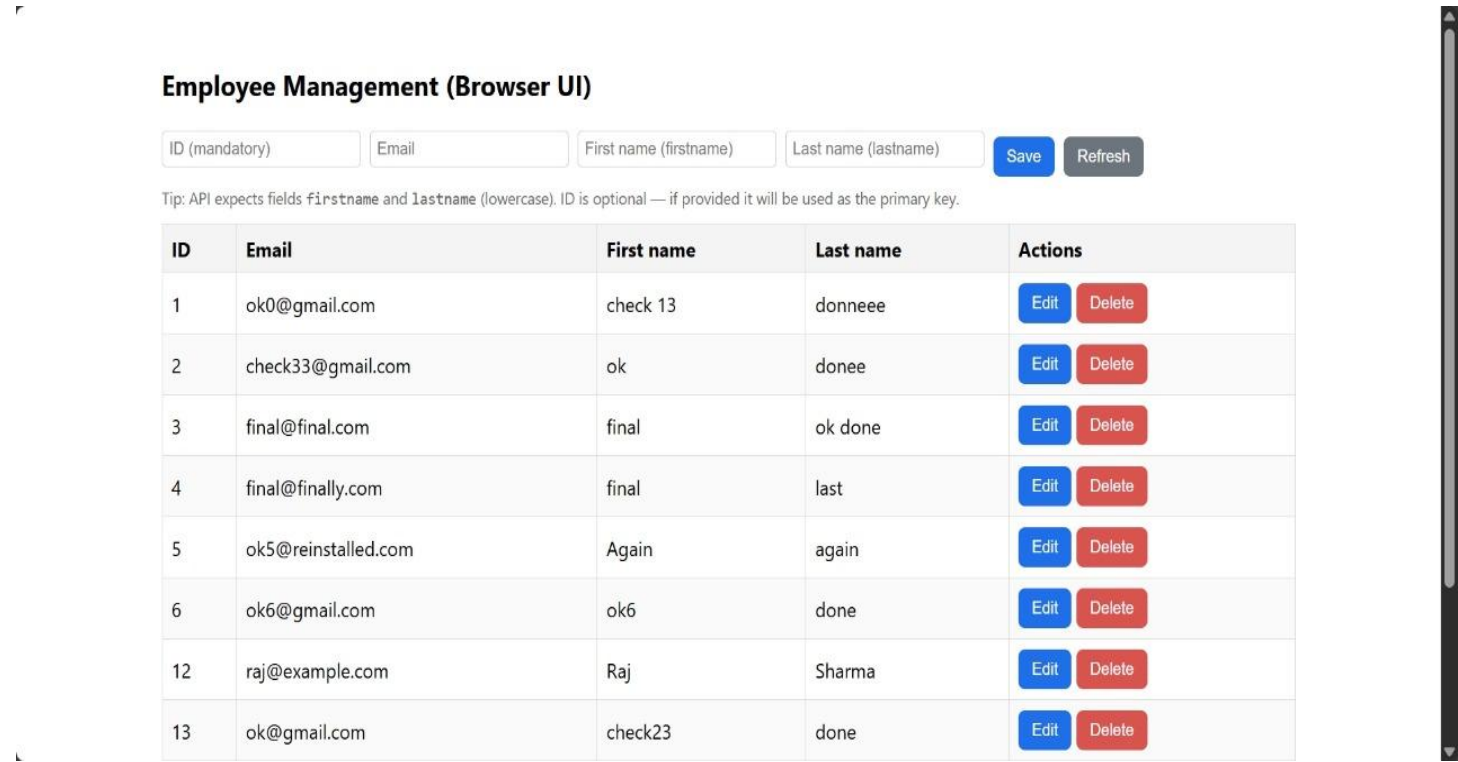 Employee Management (Browser UI)
ID (mandatory) Email First name (firstname) Last name (lastname) Save Refresh
Tip: API expects fields firstname and lastname (lowercase). ID is optional — if provided it will be used as the primary key.
ID Email First name Last name Actions
1 ok0@gmail.com check 13 donneee Edit Delete
2 check33@gmail.com ok donee Edit Delete
3 final@final.com final ok done Edit Delete
4 final@finally.com final last Edit Delete
5 ok5@reinstalled.com Again again Edit Delete
6 ok6@gmail.com ok6 done Edit Delete
12 raj@example.com Raj Sharma Edit Delete
13 ok@gmail.com check23 done Edit Delete